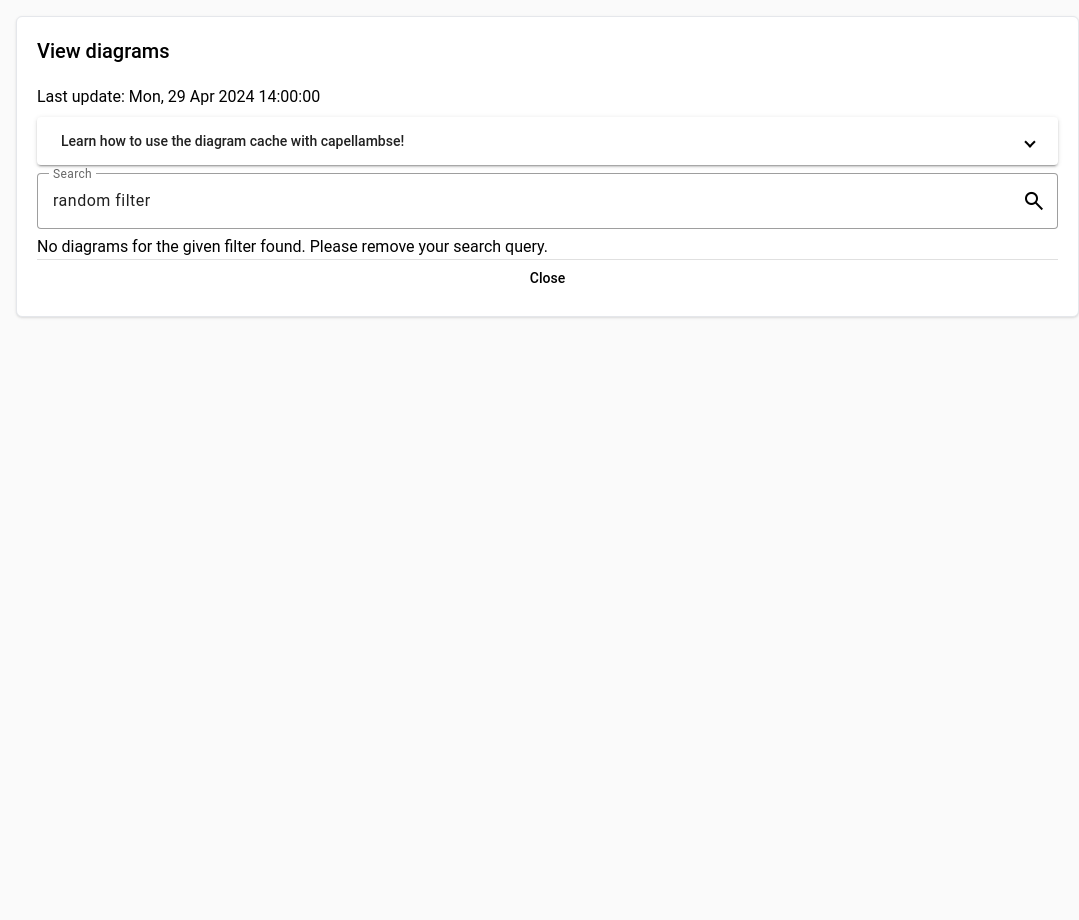 View diagrams
Last update: Mon, 29 Apr 2024 14:00:00
Learn how to use the diagram cache with capellambse!
Search
random filter
No diagrams for the given filter found. Please remove your search query.
Close